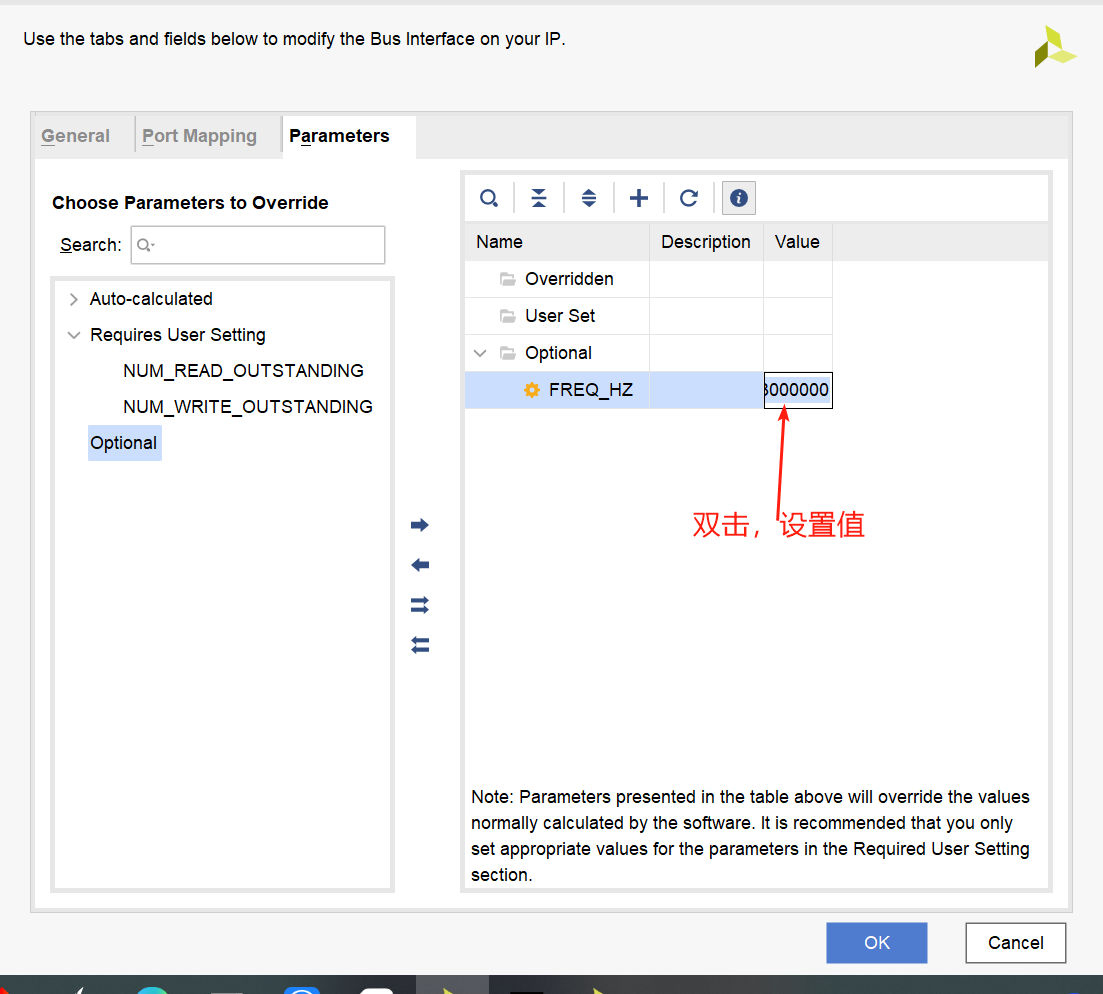 Use the tabs and fields below to modify the Bus Interface on your IP.
General Port Mapping Parameters
Choose Parameters to Override
Search:
Auto-calculated
Requires User Setting
NUM_READ_OUTSTANDING
NUM_WRITE_OUTSTANDING
Optional
Name Description Value
Overridden
User Set
Optional
FREQ_HZ 000000
双击，设置值
Note: Parameters presented in the table above will override the values
normally calculated by the software. It is recommended that you only
set appropriate values for the parameters in the Required User Setting
section.
OK Cancel